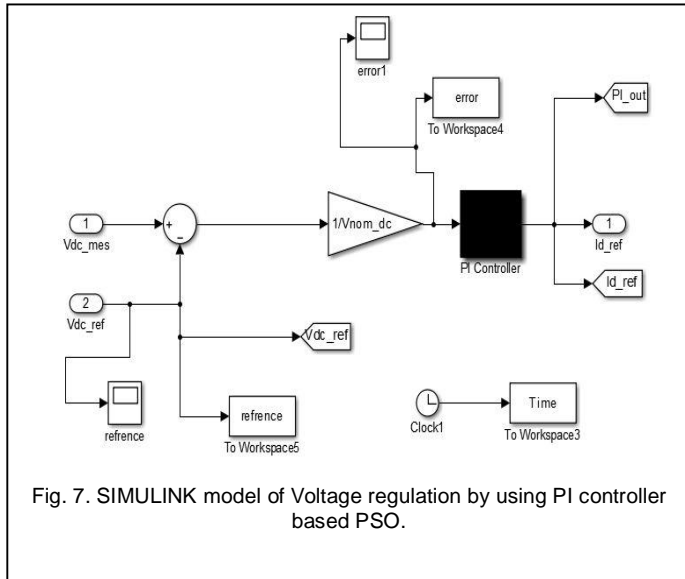 error1
error
To Workspace4
PI_out
1
Vdc_mes
+
-
1/Vnom_dc
PI Controller
1
Id_ref
Id_ref
2
Vdc_ref
Vdc_ref
refrence
refrence
To Workspace5
Clock1
Time
To Workspace3
Fig. 7. SIMULINK model of Voltage regulation by using PI controller
based PSO.